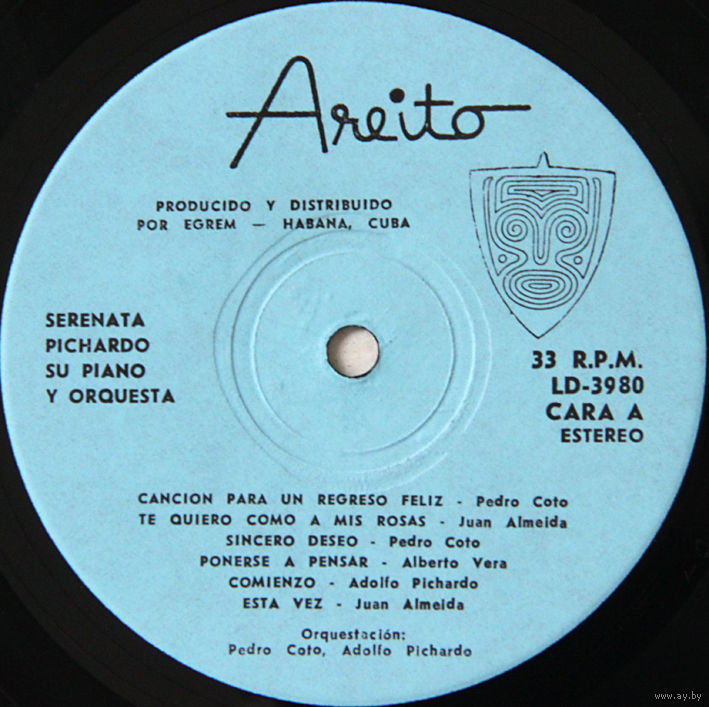 Areito
PRODUCIDO Y DISTRIBUIDO
POR EGREM — HABANA, CUBA
SERENATA
PICHARDO
SU PIANO
Y ORQUESTA
33 R.P.M.
LD-3980
CARA A
ESTEREO
CANCION PARA UN REGRESO FELIZ - Pedro Coto
TE QUIERO COMO A MIS ROSAS - Juan Almeida
SINCERO DESEO - Pedro Coto
PONERSE A PENSAR - Alberto Vera
COMIENZO - Adolfo Pichardo
ESTA VEZ - Juan Almeida
Orquestación:
Pedro Coto, Adolfo Pichardo
www.ay.by